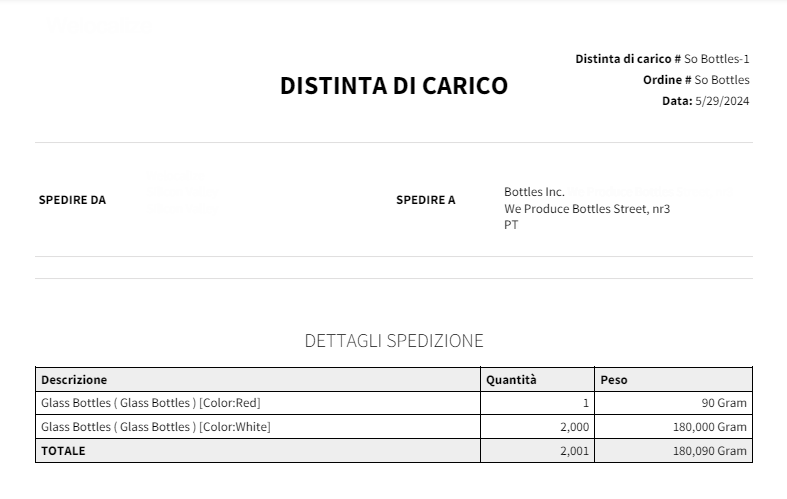 Distinta di carico # So Bottles-1
DISTINTA DI CARICO
Ordine # So Bottles
Data: 5/29/2024
SPEDIRE DA
SPEDIRE A
Bottles Inc.
We Produce Bottles Street, nr3
PT
DETTAGLI SPEDIZIONE
Descrizione Quantità Peso
Glass Bottles ( Glass Bottles ) [Color:Red] 1 90 Gram
Glass Bottles ( Glass Bottles ) [Color:White] 2,000 180,000 Gram
TOTALE 2,001 180,090 Gram